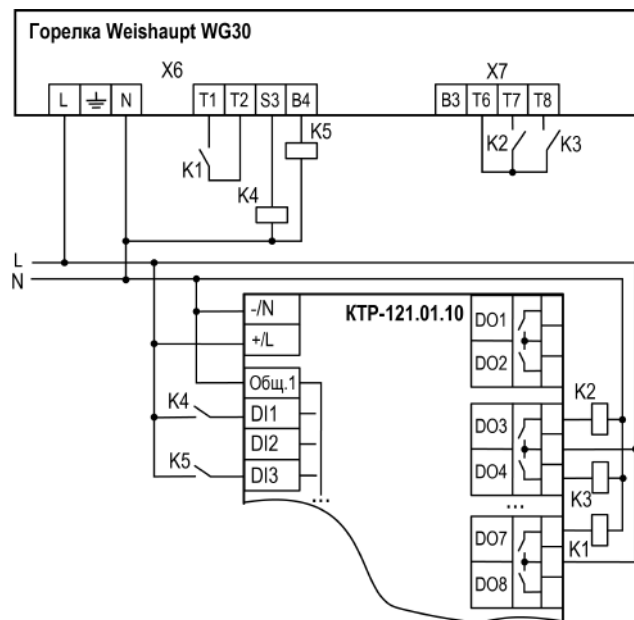 Горелка Weishaupt WG30
X6
X7
L
N
T1
T2
S3
B4
B3
T6
T7
T8
K5
K1
K2
K3
K4
L
N
-/N
КТР-121.01.10
DO1
+/L
DO2
Общ.1
K2
K4
DI1
DO3
DI2
K5
DI3
DO4
K3
...
...
DO7
K1
DO8